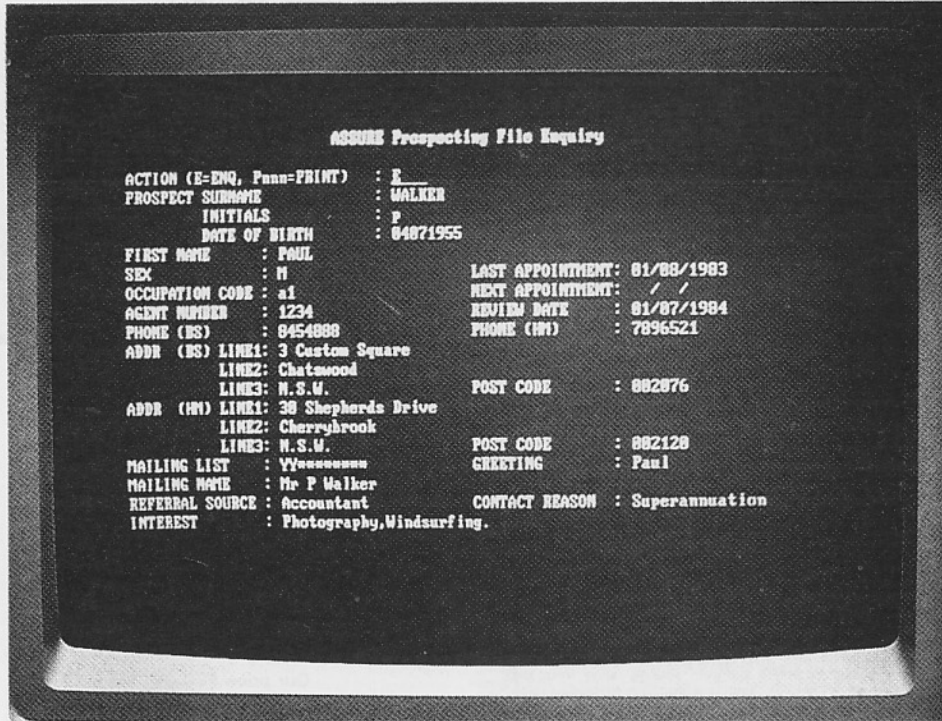 ASSURE Prospecting File Enquiry
ACTION (E=ENQ, Pnnn=PRINT) : E
PROSPECT SURNAME : WALKER
INITIALS : P
DATE OF BIRTH : 04071955
FIRST NAME : PAUL
SEX : M LAST APPOINTMENT: 01/08/1983
OCCUPATION CODE : a1 NEXT APPOINTMENT: / /
AGENT NUMBER : 1234 REVIEW DATE : 01/07/1984
PHONE (BS) : 0454888 PHONE (HM) : 7896521
ADDR (BS) LINE1: 3 Custom Square
LINE2: Chatswood
LINE3: N.S.W. POST CODE : 002076
ADDR (HM) LINE1: 30 Shepherds Drive
LINE2: Cherrybrook
LINE3: N.S.W. POST CODE : 002120
MAILING LIST : YY******** GREETING : Paul
MAILING NAME : Mr P Walker
REFERRAL SOURCE : Accountant CONTACT REASON : Superannuation
INTEREST : Photography,Windsurfing.